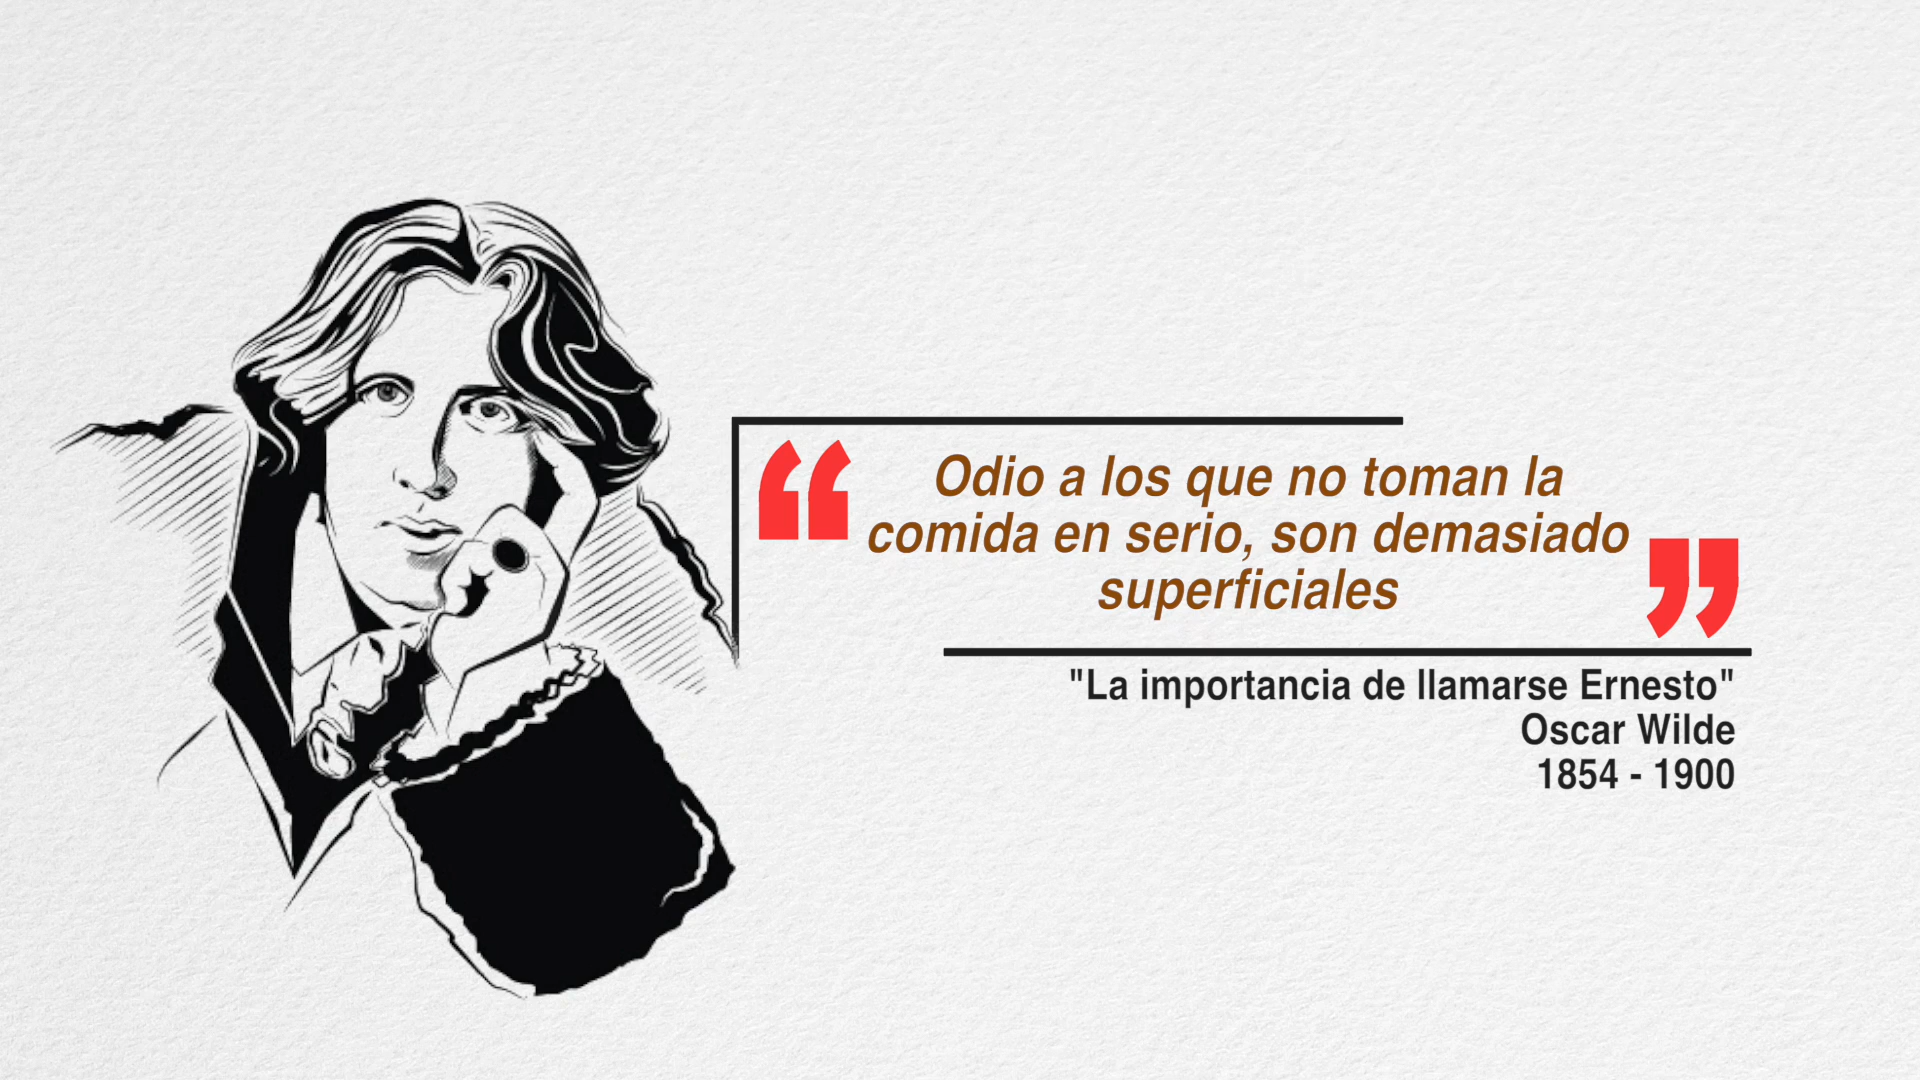 “Odio a los que no toman la
comida en serio, son demasiado
superficiales”
"La importancia de llamarse Ernesto"
Oscar Wilde
1854 - 1900